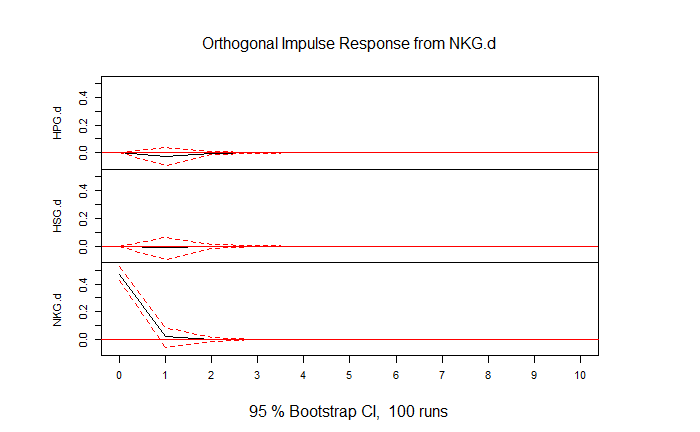 Orthogonal Impulse Response from NKG.d
HPG.d
0.0 0.2 0.4
HSG.d
0.0 0.2 0.4
NKG.d
0.0 0.2 0.4
0 1 2 3 4 5 6 7 8 9 10
95 % Bootstrap CI, 100 runs